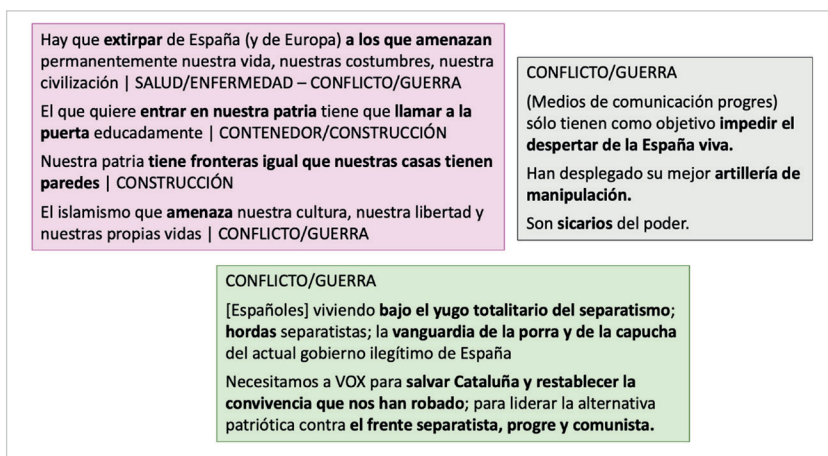 Hay que extirpar de España (y de Europa) a los que amenazan
permanentemente nuestra vida, nuestras costumbres, nuestra
civilización | SALUD/ENFERMEDAD – CONFLICTO/GUERRA
El que quiere entrar en nuestra patria tiene que llamar a la
puerta educadamente | CONTENEDOR/CONSTRUCCIÓN
Nuestra patria tiene fronteras igual que nuestras casas tienen
paredes | CONSTRUCCIÓN
El islamismo que amenaza nuestra cultura, nuestra libertad y
nuestras propias vidas | CONFLICTO/GUERRA
CONFLICTO/GUERRA
(Medios de comunicación progres)
sólo tienen como objetivo impedir el
despertar de la España viva.
Han desplegado su mejor artillería de
manipulación.
Son sicarios del poder.
CONFLICTO/GUERRA
[Españoles] viviendo bajo el yugo totalitario del separatismo;
hordas separatistas; la vanguardia de la porra y de la capucha
del actual gobierno ilegítimo de España
Necesitamos a VOX para salvar Cataluña y restablecer la
convivencia que nos han robado; para liderar la alternativa
patriótica contra el frente separatista, progre y comunista.